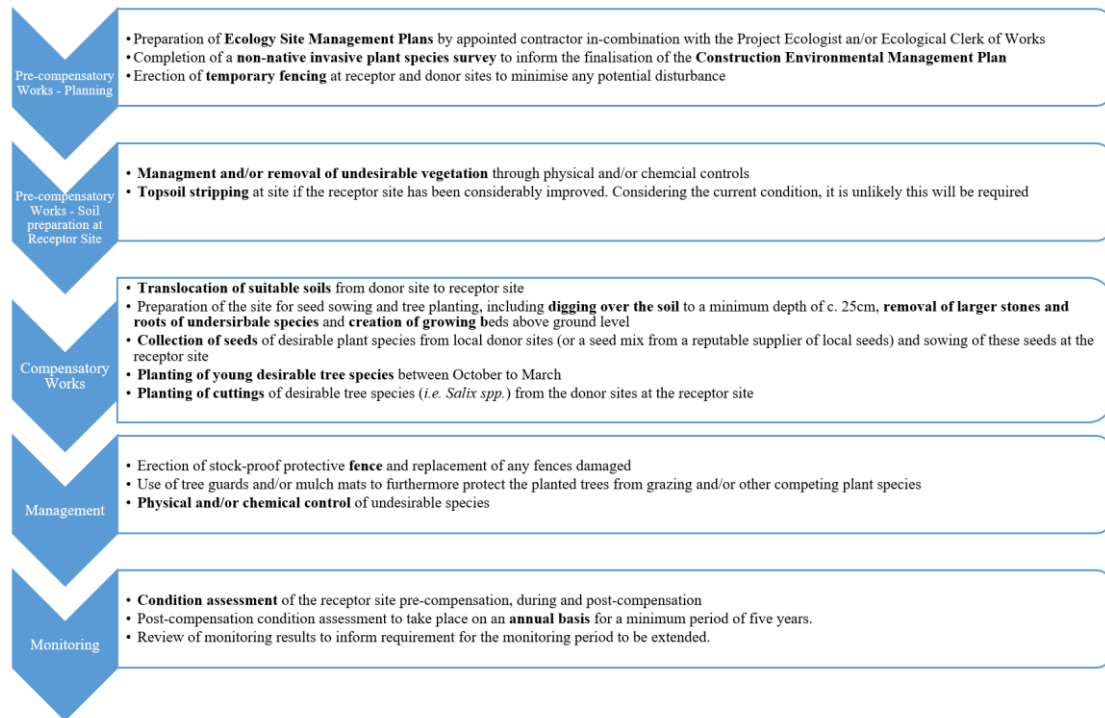 Pre-compensatory
Works - Planning
•Preparation of Ecology Site Management Plans by appointed contractor in-combination with the Project Ecologist an/or Ecological Clerk of Works
•Completion of a non-native invasive plant species survey to inform the finalisation of the Construction Environmental Management Plan
•Erection of temporary fencing at receptor and donor sites to minimise any potential disturbance
Pre-compensatory
Works - Soil
preparation at
Receptor Site
• Managment and/or removal of undesirable vegetation through physical and/or chemcial controls
• Topsoil stripping at site if the receptor site has been considerably improved. Considering the current condition, it is unlikely this will be required
Compensatory
Works
• Translocation of suitable soils from donor site to receptor site
• Preparation of the site for seed sowing and tree planting, including digging over the soil to a minimum depth of c. 25cm, removal of larger stones and
roots of undersirbale species and creation of growing beds above ground level
• Collection of seeds of desirable plant species from local donor sites (or a seed mix from a reputable supplier of local seeds) and sowing of these seeds at the
receptor site
• Planting of young desirable tree species between October to March
• Planting of cuttings of desirable tree species (i.e. Salix spp.) from the donor sites at the receptor site
Management
• Erection of stock-proof protective fence and replacement of any fences damaged
• Use of tree guards and/or mulch mats to furthermore protect the planted trees from grazing and/or other competing plant species
• Physical and/or chemical control of undesirable species
Monitoring
• Condition assessment of the receptor site pre-compensation, during and post-compensation
• Post-compensation condition assessment to take place on an annual basis for a minimum period of five years.
• Review of monitoring results to inform requirement for the monitoring period to be extended.